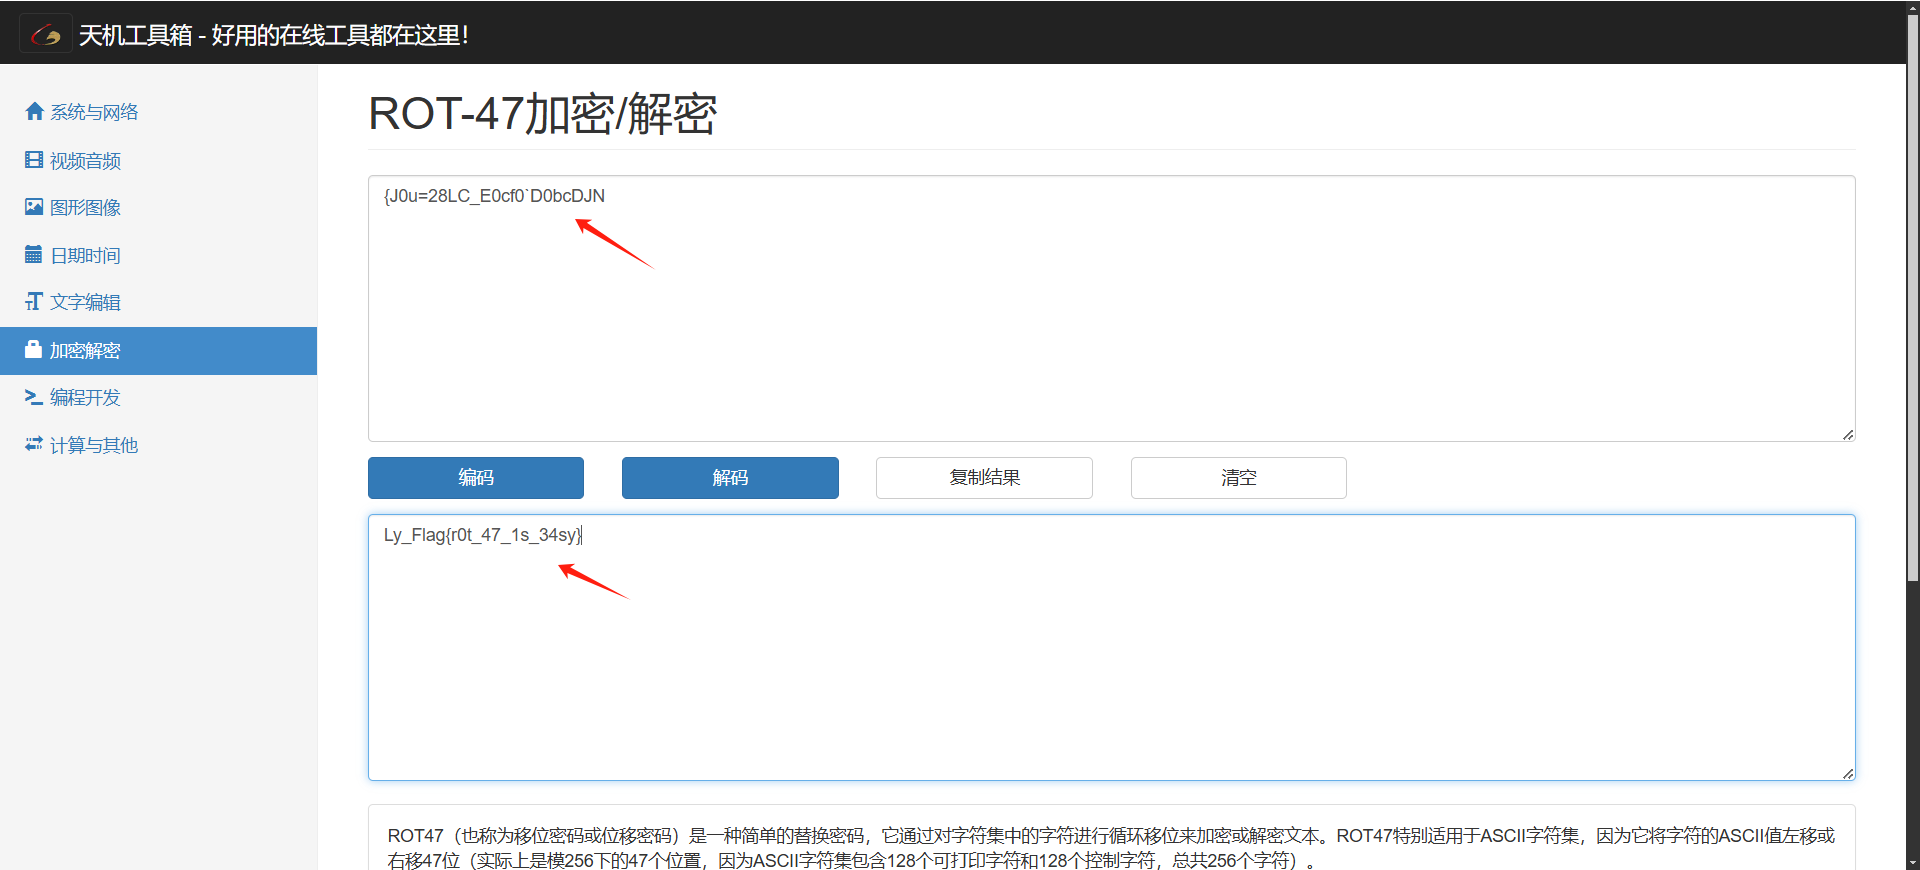 天机工具箱 - 好用的在线工具都在这里！
系统与网络
视频音频
图形图像
日期时间
文字编辑
加密解密
编程开发
计算与其他
ROT-47加密/解密
{J0u=28LC_E0cf0`D0bcDJN
编码
解码
复制结果
清空
Ly_Flag{r0t_47_1s_34sy}
ROT47（也称为移位密码或位移密码）是一种简单的替换密码，它通过对字符集中的字符进行循环移位来加密或解密文本。ROT47特别适用于ASCII字符集，因为它将字符的ASCII值左移或
右移47位（实际上是模256下的47个位置，因为ASCII字符集包含128个可打印字符和128个控制字符，总共256个字符）。